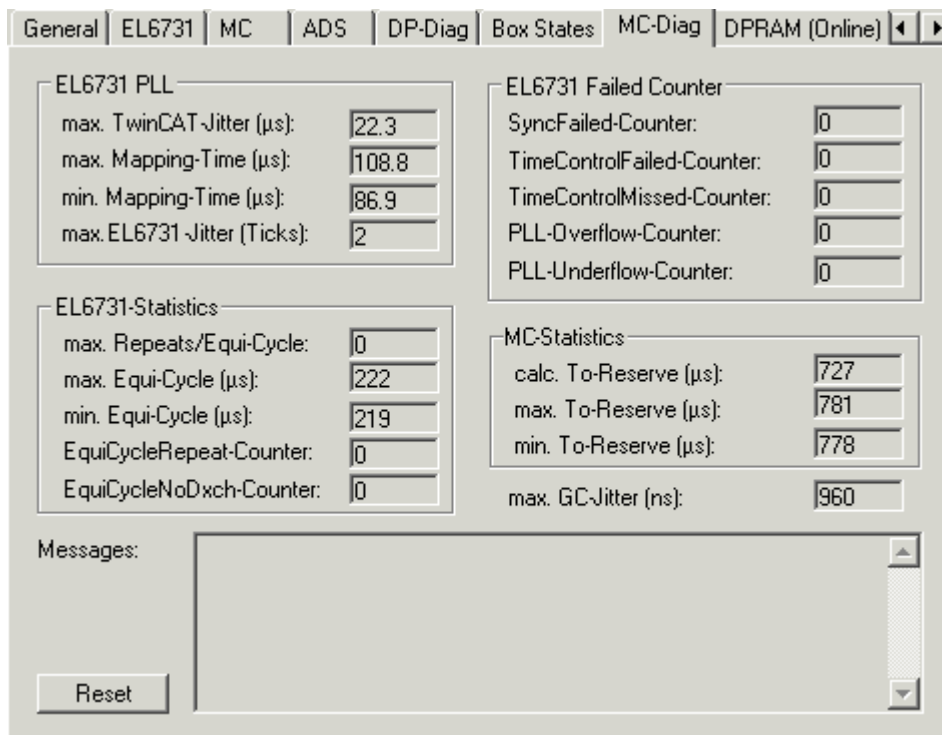 General EL6731 MC ADS DP-Diag Box States MC-Diag DPRAM (Online)
EL6731 PLL
max. TwinCAT-Jitter (µs): 22.3
max. Mapping-Time (µs): 108.8
min. Mapping-Time (µs): 86.9
max. EL6731-Jitter (Ticks): 2
EL6731 Failed Counter
SyncFailed-Counter: 0
TimeControlFailed-Counter: 0
TimeControlMissed-Counter: 0
PLL-Overflow-Counter: 0
PLL-Underflow-Counter: 0
EL6731-Statistics
max. Repeats/Equi-Cycle: 0
max. Equi-Cycle (µs): 222
min. Equi-Cycle (µs): 219
EquiCycleRepeat-Counter: 0
EquiCycleNoDxch-Counter: 0
MC-Statistics
calc. To-Reserve (µs): 727
max. To-Reserve (µs): 781
min. To-Reserve (µs): 778
max. GC-Jitter (ns): 960
Messages:
Reset